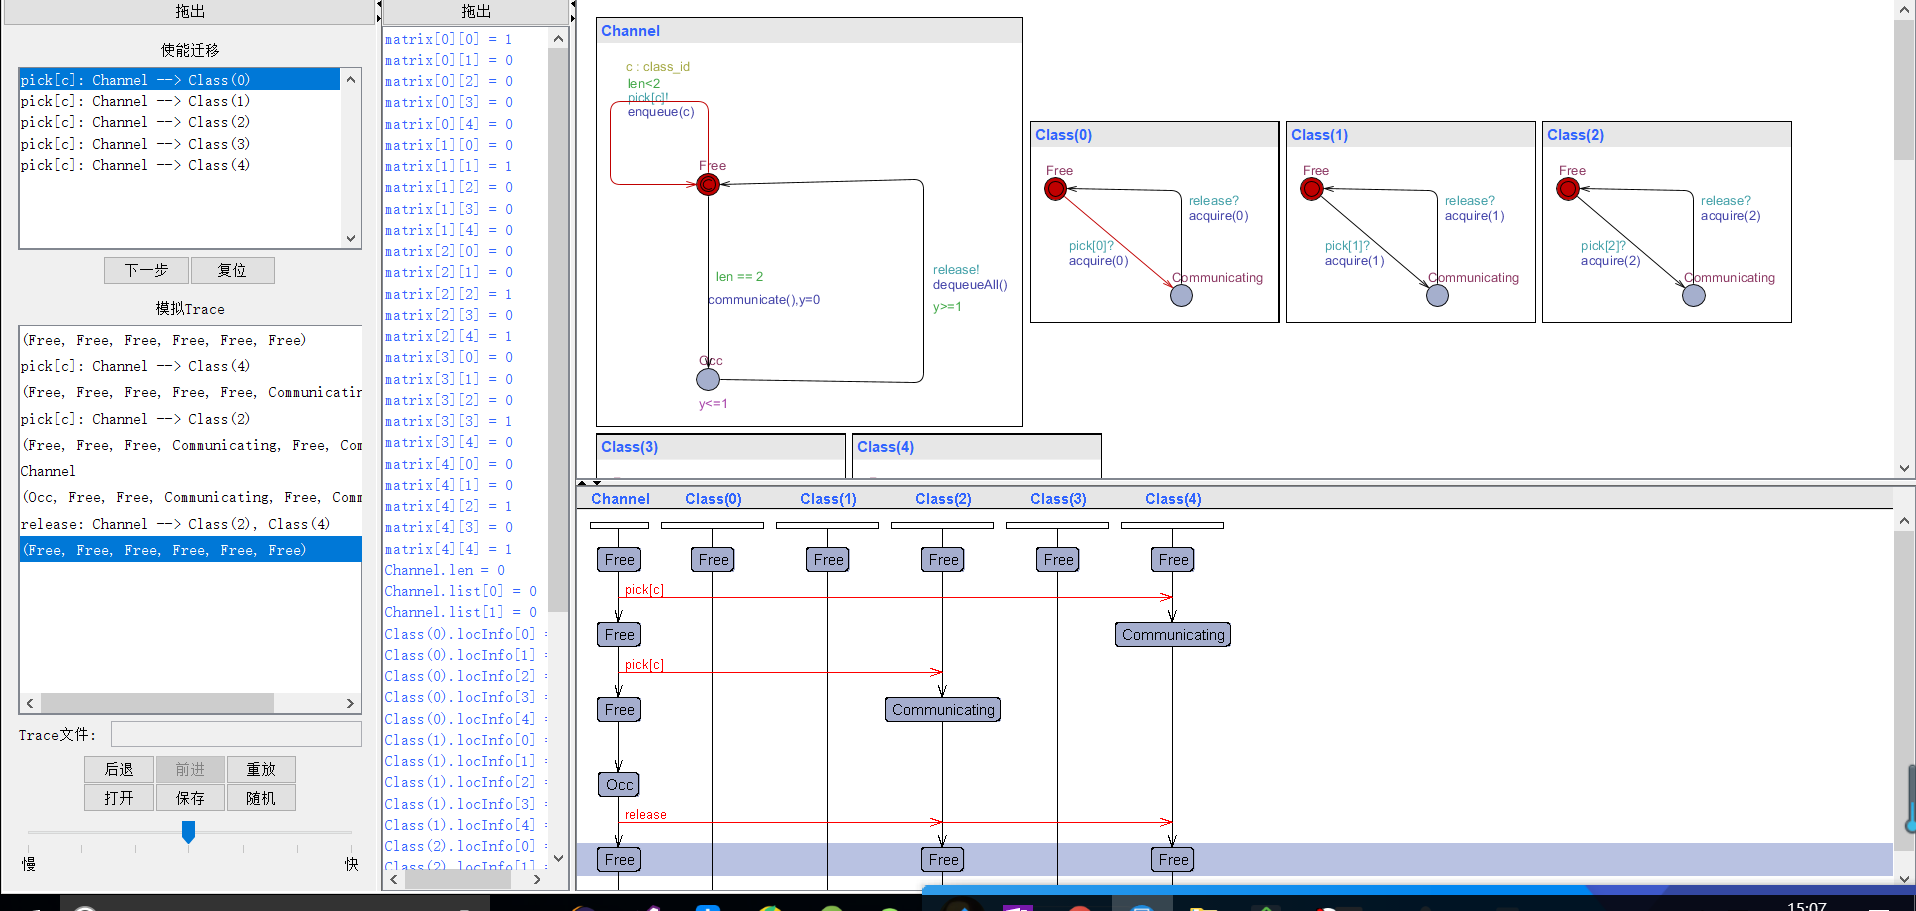 拖出
使能迁移
pick[c]: Channel --> Class(0)
pick[c]: Channel --> Class(1)
pick[c]: Channel --> Class(2)
pick[c]: Channel --> Class(3)
pick[c]: Channel --> Class(4)
下一步
复位
模拟Trace
(Free, Free, Free, Free, Free, Free)
pick[c]: Channel --> Class(4)
(Free, Free, Free, Free, Free, Communicatin
pick[c]: Channel --> Class(2)
(Free, Free, Free, Communicating, Free, Com
Channel
(Occ, Free, Free, Communicating, Free, Comm
release: Channel --> Class(2), Class(4)
(Free, Free, Free, Free, Free, Free)
Trace文件:
后退
前进
重放
打开
保存
随机
慢
快
拖出
matrix[0][0] = 1
matrix[0][1] = 0
matrix[0][2] = 0
matrix[0][3] = 0
matrix[0][4] = 0
matrix[1][0] = 0
matrix[1][1] = 1
matrix[1][2] = 0
matrix[1][3] = 0
matrix[1][4] = 0
matrix[2][0] = 0
matrix[2][1] = 0
matrix[2][2] = 1
matrix[2][3] = 0
matrix[2][4] = 1
matrix[3][0] = 0
matrix[3][1] = 0
matrix[3][2] = 0
matrix[3][3] = 1
matrix[3][4] = 0
matrix[4][0] = 0
matrix[4][1] = 0
matrix[4][2] = 1
matrix[4][3] = 0
matrix[4][4] = 1
Channel.len = 0
Channel.list[0] = 0
Channel.list[1] = 0
Class(0).locInfo[0] =
Class(0).locInfo[1] =
Class(0).locInfo[2] =
Class(0).locInfo[3] =
Class(0).locInfo[4] =
Class(1).locInfo[0] =
Class(1).locInfo[1] =
Class(1).locInfo[2] =
Class(1).locInfo[3] =
Class(1).locInfo[4] =
Class(2).locInfo[0] =
Class(2).locInfo[1] =
Channel
c : class_id
len<2
pick[c]!
enqueue(c)
Free
len == 2
communicate(),y=0
release!
dequeueAll()
y>=1
Occ
y<=1
Class(0)
Free
release?
acquire(0)
pick[0]?
acquire(0)
Communicating
Class(1)
Free
release?
acquire(1)
pick[1]?
acquire(1)
Communicating
Class(2)
Free
release?
acquire(2)
pick[2]?
acquire(2)
Communicating
Class(3)
Class(4)
Channel Class(0) Class(1) Class(2) Class(3) Class(4)
Free Free Free Free Free Free
pick[c]
Free Communicating
pick[c]
Free Communicating
Occ
release
Free Free Free
15:07